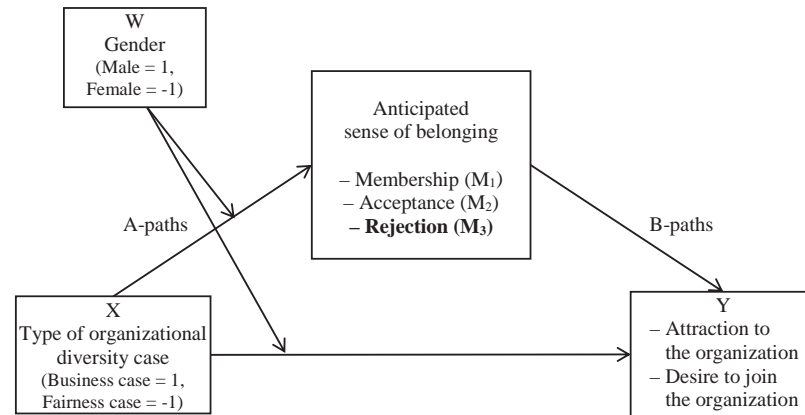 W
Gender
(Male = 1,
Female = -1)
Anticipated
sense of belonging
– Membership (M₁)
– Acceptance (M₂)
– Rejection (M₃)
A-paths
B-paths
X
Type of organizational
diversity case
(Business case = 1,
Fairness case = -1)
Y
– Attraction to
the organization
– Desire to join
the organization